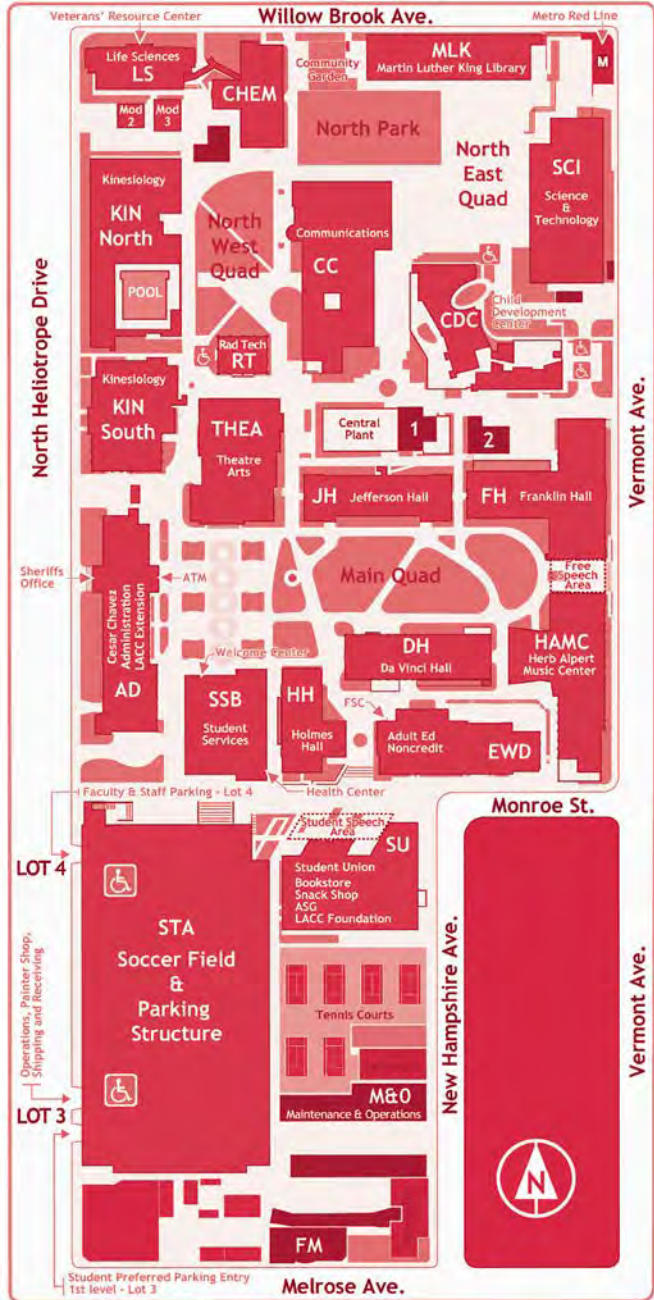 Willow Brook Ave.
Veterans' Resource Center
Metro Red Line
Life Sciences
LS
CHEM
Community
Garden
MLK
Martin Luther King Library
M
Mod
2
Mod
3
North Park
North
East
Quad
SCI
Science
&
Technology
Kinesiology
KIN
North
POOL
North
West
Quad
Communications
CC
CDC
Child
Development
Center
Rad Tech
RT
North Heliotrope Drive
Vermont Ave.
Kinesiology
KIN
South
THEA
Theatre
Arts
Central
Plant
1
2
JH Jefferson Hall
FH Franklin Hall
Sheriffs
Office
ATM
Main Quad
Free
Speech
Area
Cesar Chavez
Administration
LACC Extension
AD
Welcome Center
SSB
Student
Services
HH
Holmes
Hall
DH
Da Vinci Hall
HAMC
Herb Alpert
Music Center
FSC
Adult Ed
Noncredit
EWD
Health Center
Faculty & Staff Parking - Lot 4
Monroe St.
LOT 4
Student Speech
Area
SU
Student Union
Bookstore
Snack Shop
ASG
LACC Foundation
STA
Soccer Field
&
Parking
Structure
Tennis Courts
New Hampshire Ave.
Vermont Ave.
Operations, Painter Shop,
Shipping and Receiving
LOT 3
M&O
Maintenance & Operations
N
FM
Student Preferred Parking Entry
1st level - Lot 3
Melrose Ave.